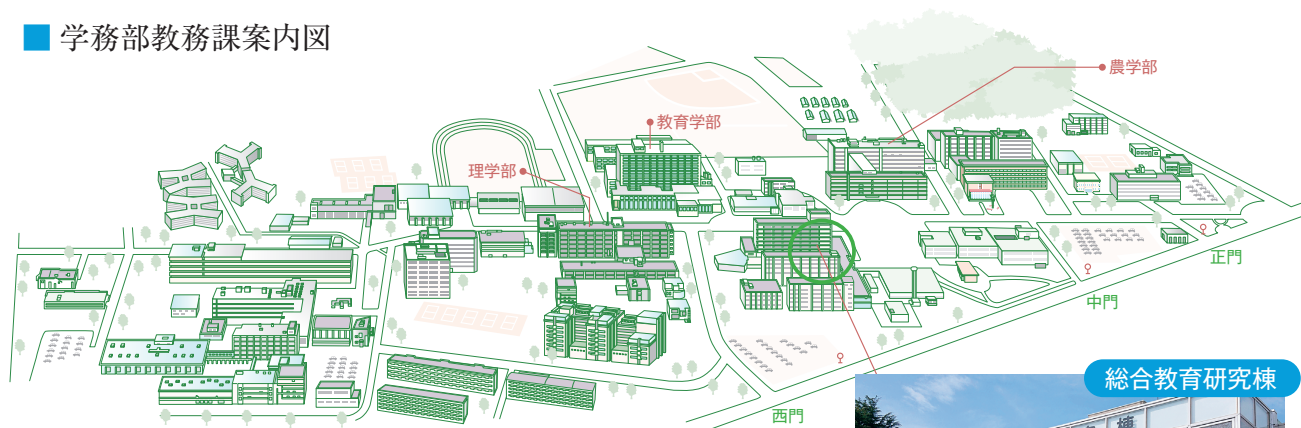 学務部教務課案内図
農学部
教育学部
理学部
正門
中門
総合教育研究棟
西門